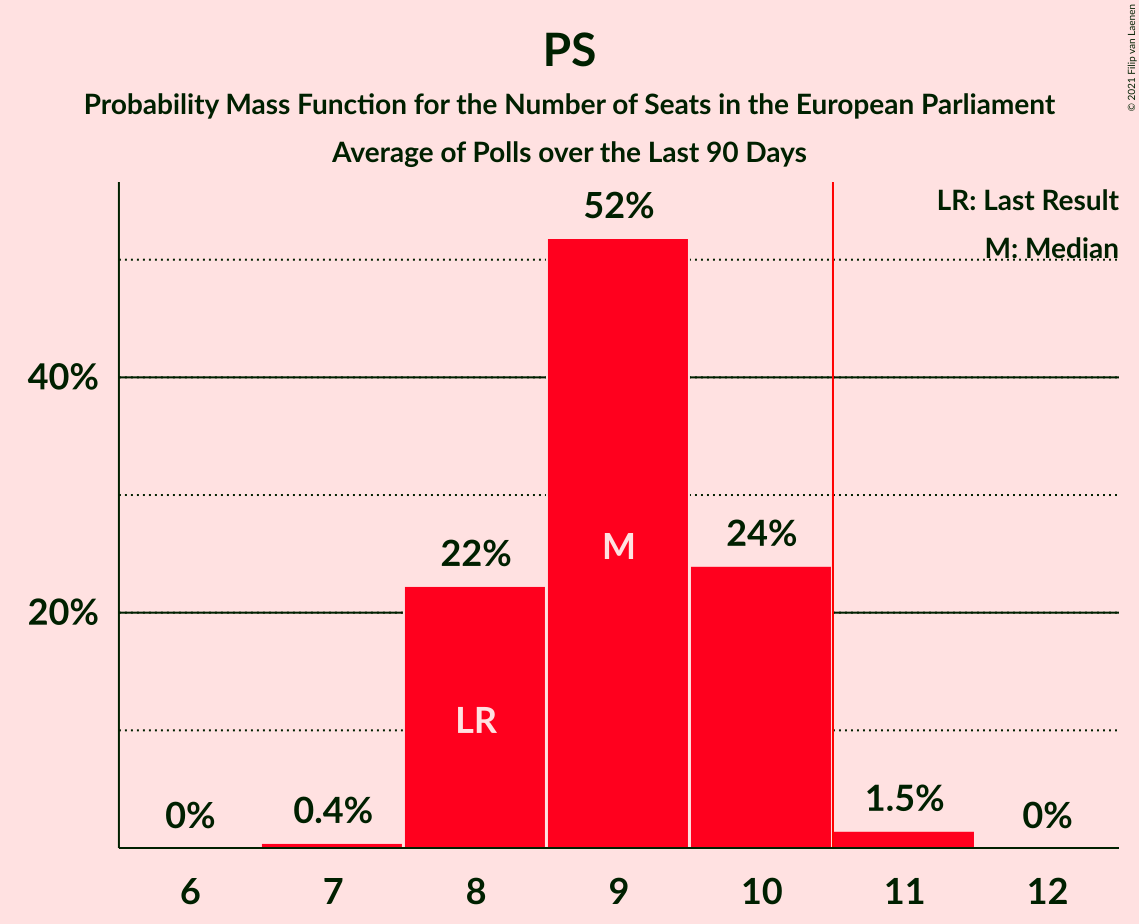 PS
Probability Mass Function for the Number of Seats in the European Parliament
Average of Polls over the Last 90 Days
© 2021 Filip van Laenen
LR: Last Result
M: Median
52%
40%
24%
22%
M
20%
LR
0%
0.4%
1.5%
0%
6 7 8 9 10 11 12